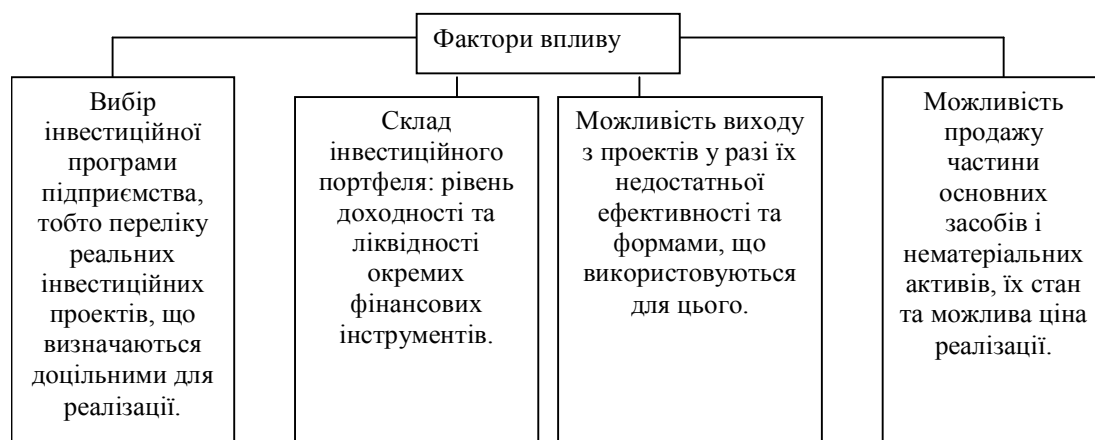 Фактори впливу
Вибір
інвестиційної
програми
підприємства,
тобто переліку
реальних
інвестиційних
проектів, що
визначаються
доцільними для
реалізації.
Склад
інвестиційного
портфеля: рівень
доходності та
ліквідності
окремих
фінансових
інструментів.
Можливість виходу
з проектів у разі їх
недостатньої
ефективності та
формами, що
використовуються
для цього.
Можливість
продажу
частини
основних
засобів і
нематеріальних
активів, їх стан
та можлива ціна
реалізації.